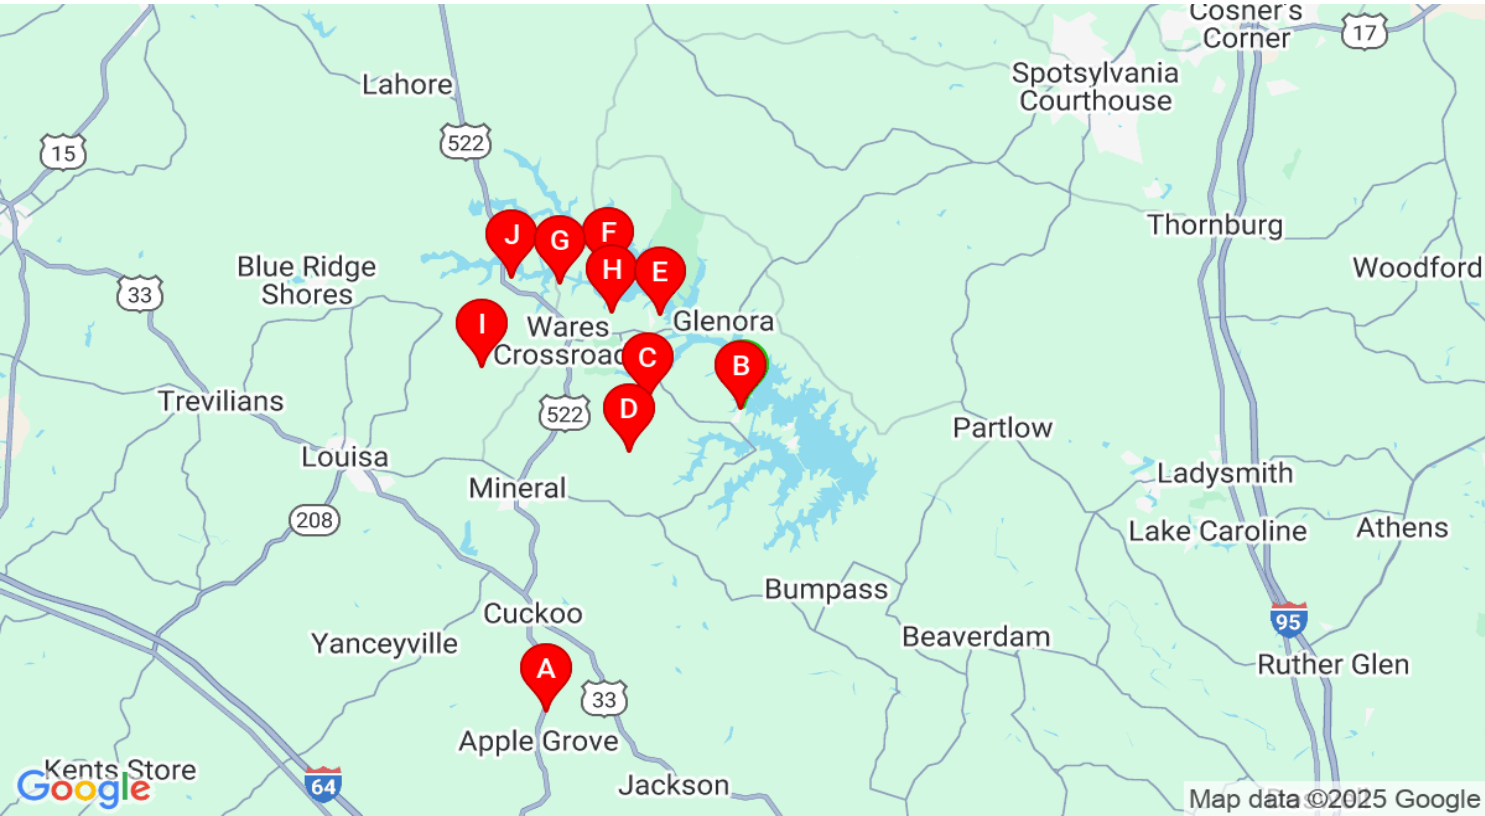 Cosner's
Corner
17
Lahore
Spotsylvania
Courthouse
522
15
J
G
F
Thornburg
H
E
Blue Ridge
Shores
Woodford
33
I
Wares
Crossroad
Glenora
C
B
Trevilians
D
522
Partlow
Louisa
Ladysmith
Mineral
208
Lake Caroline
Athens
Bumpass
Cuckoo
95
Yanceyville
Beaverdam
Ruther Glen
A
33
Apple Grove
Kents Store
Google
64
Jackson
Map data ©2025 Google